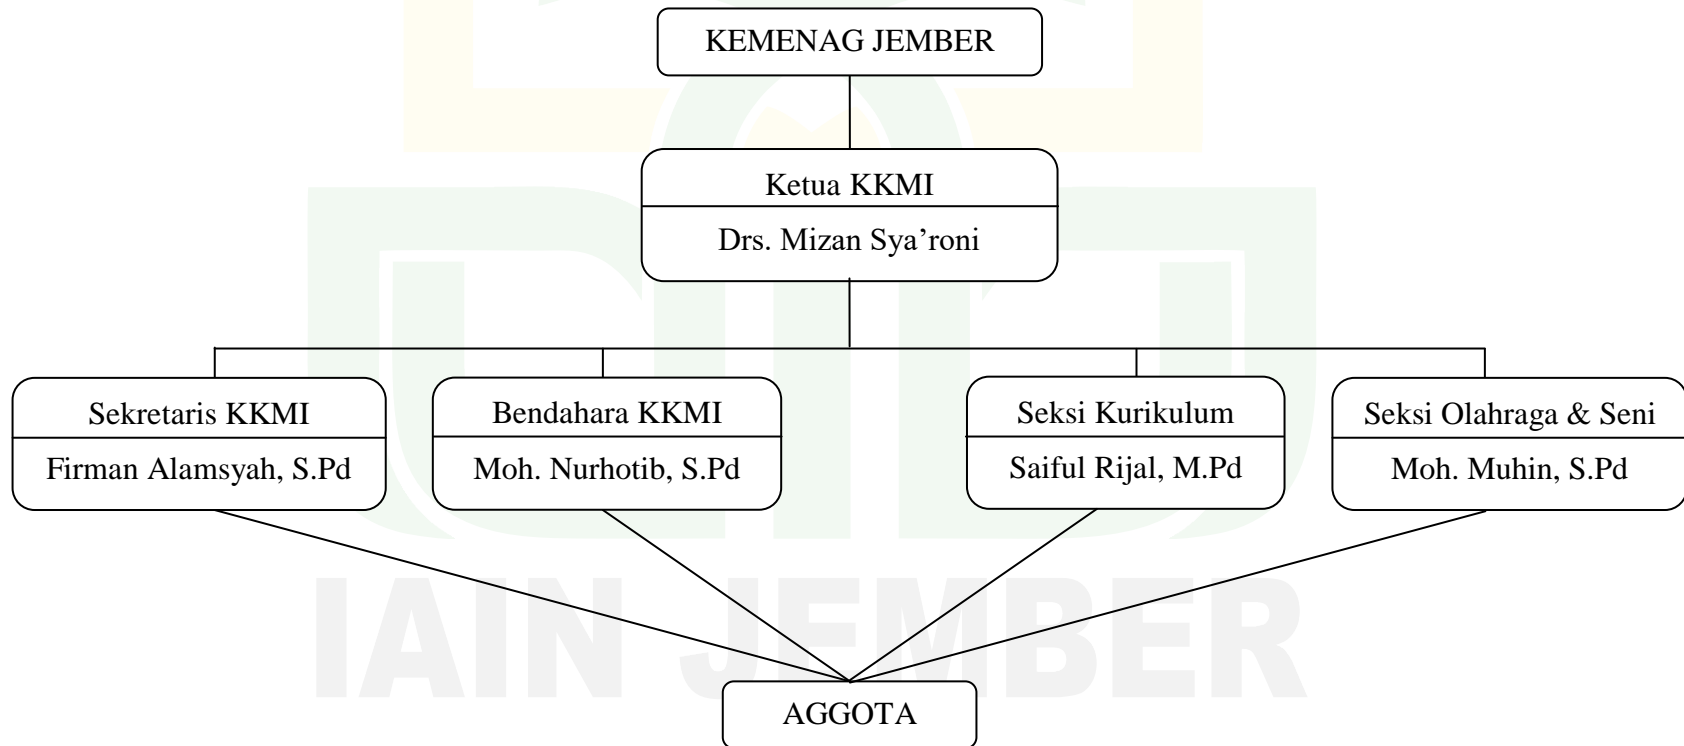 KEMENAG JEMBER
Ketua KKMI
Drs. Mizan Sya’roni
Sekretaris KKMI
Firman Alamsyah, S.Pd
Bendahara KKMI
Moh. Nurhotib, S.Pd
Seksi Kurikulum
Saiful Rijal, M.Pd
Seksi Olahraga & Seni
Moh. Muhin, S.Pd
IAIN JEMBER
AGGOTA